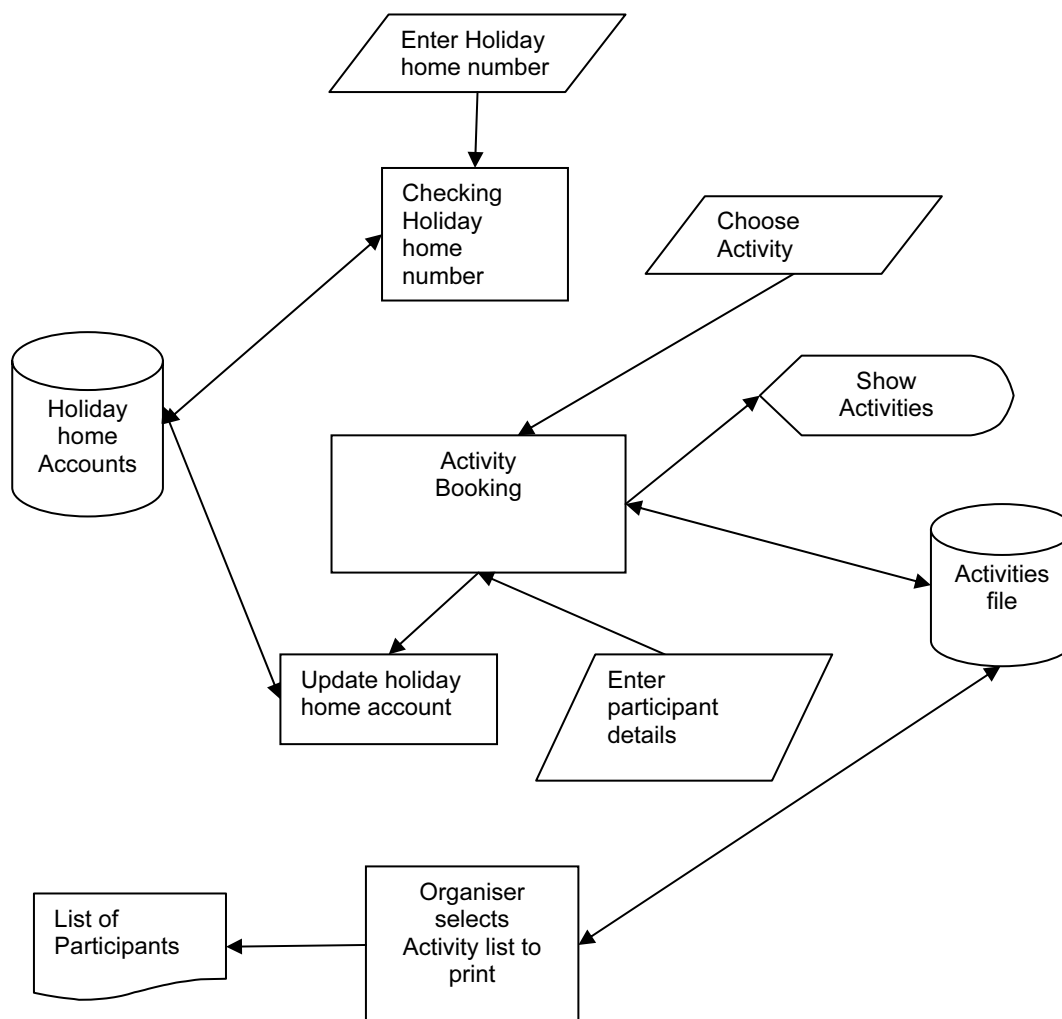 Enter Holiday
home number
Checking
Holiday
home
number
Choose
Activity
Show
Activities
Holiday
home
Accounts
Activity
Booking
Activities
file
Update holiday
home account
Enter
participant
details
List of
Participants
Organiser
selects
Activity list to
print